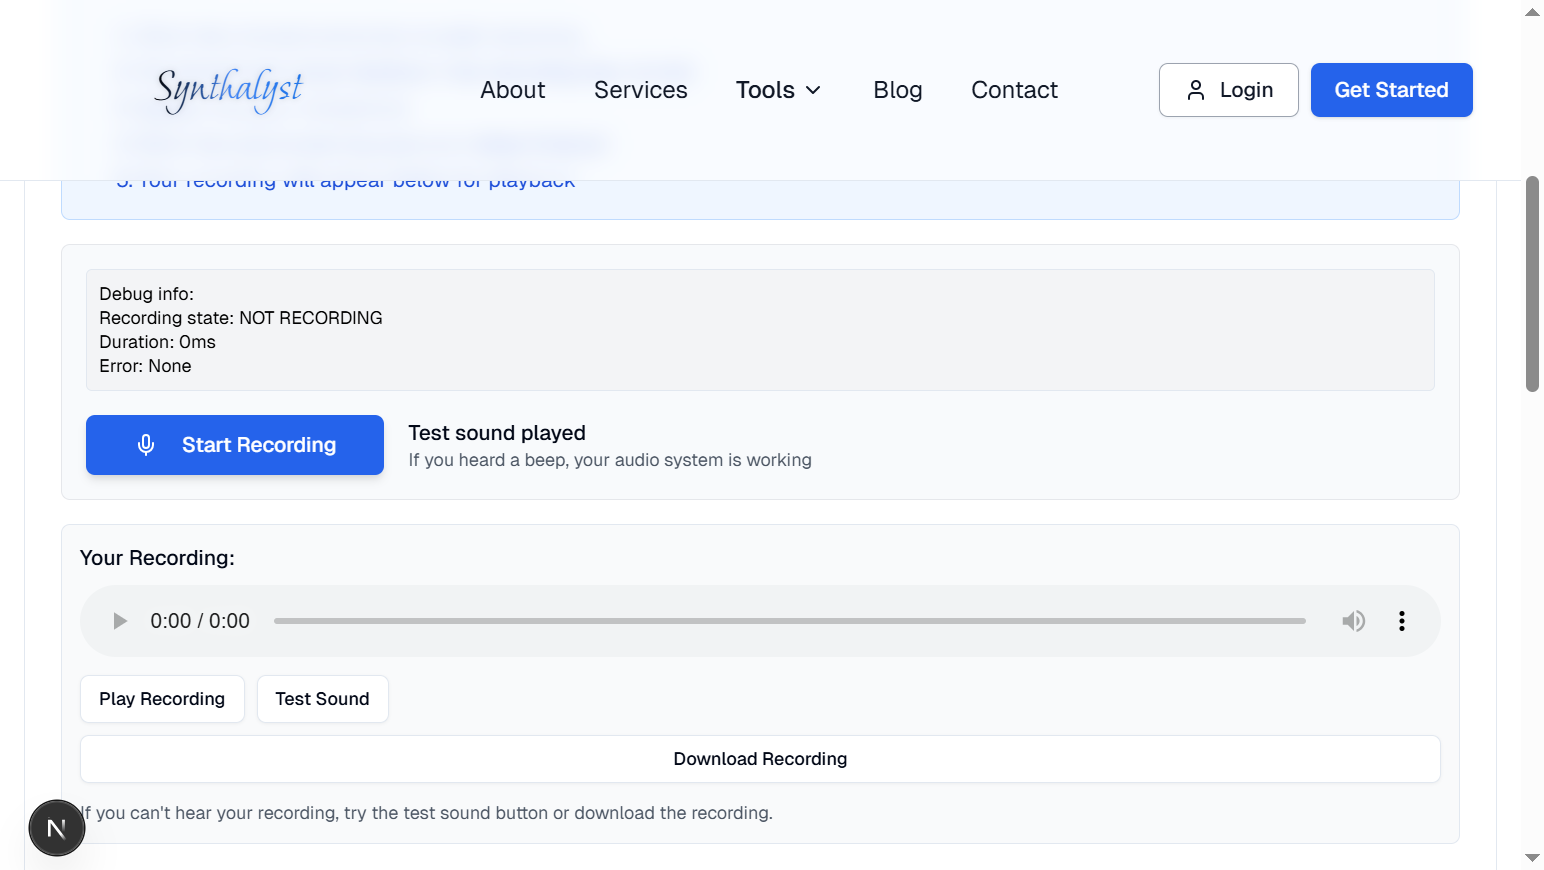 Synthalyst
About
Services
Tools
Blog
Contact
Login
Get Started
5. Your recording will appear below for playback
Debug info:
Recording state: NOT RECORDING
Duration: 0ms
Error: None
Start Recording
Test sound played
If you heard a beep, your audio system is working
Your Recording:
0:00 / 0:00
Play Recording
Test Sound
Download Recording
If you can't hear your recording, try the test sound button or download the recording.
N